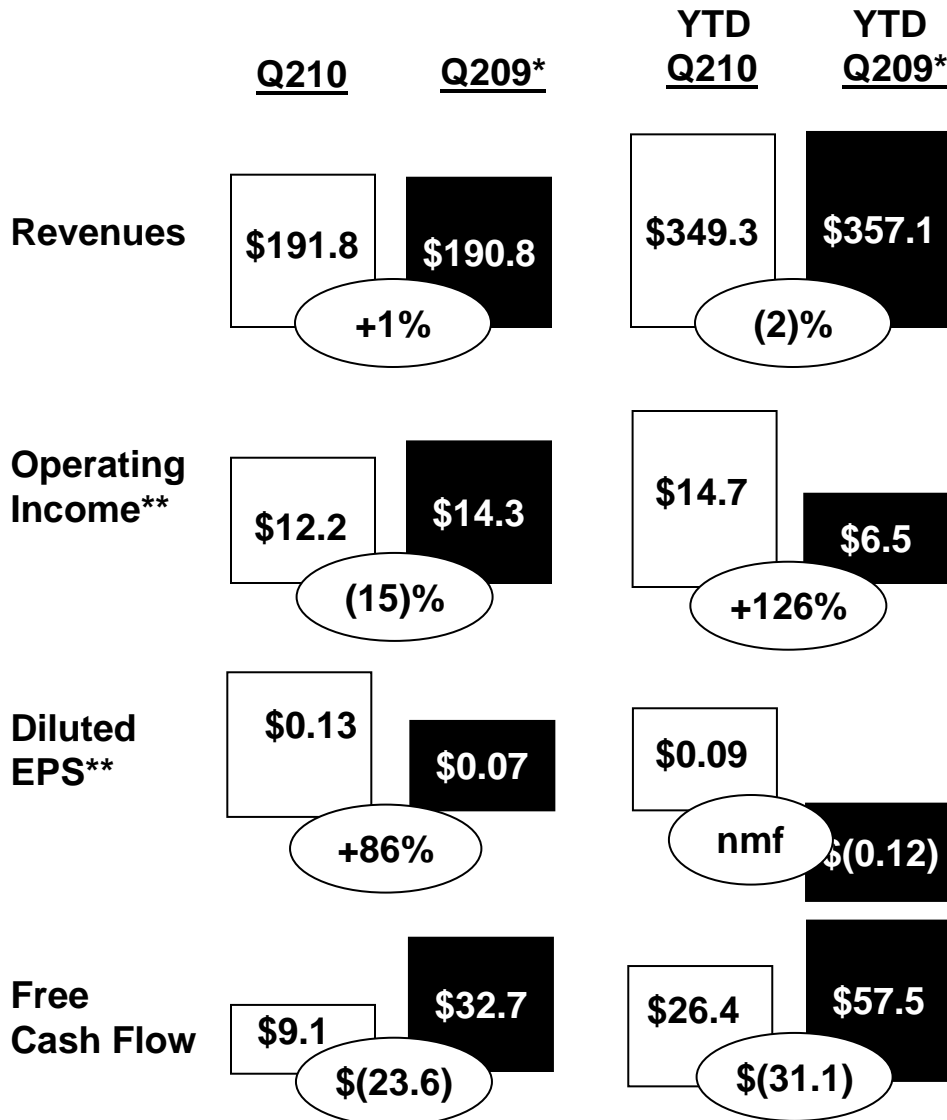 YTD YTD
Q210 Q209* Q210 Q209*
Revenues $191.8 $190.8 $349.3 $357.1
+1% (2)%
Operating
Income** $12.2 $14.3 $14.7 $6.5
(15)% +126%
Diluted
EPS** $0.13 $0.07 $0.09 $(0.12)
+86% nmf
Free
Cash Flow $9.1 $32.7 $26.4 $57.5
$(23.6) $(31.1)